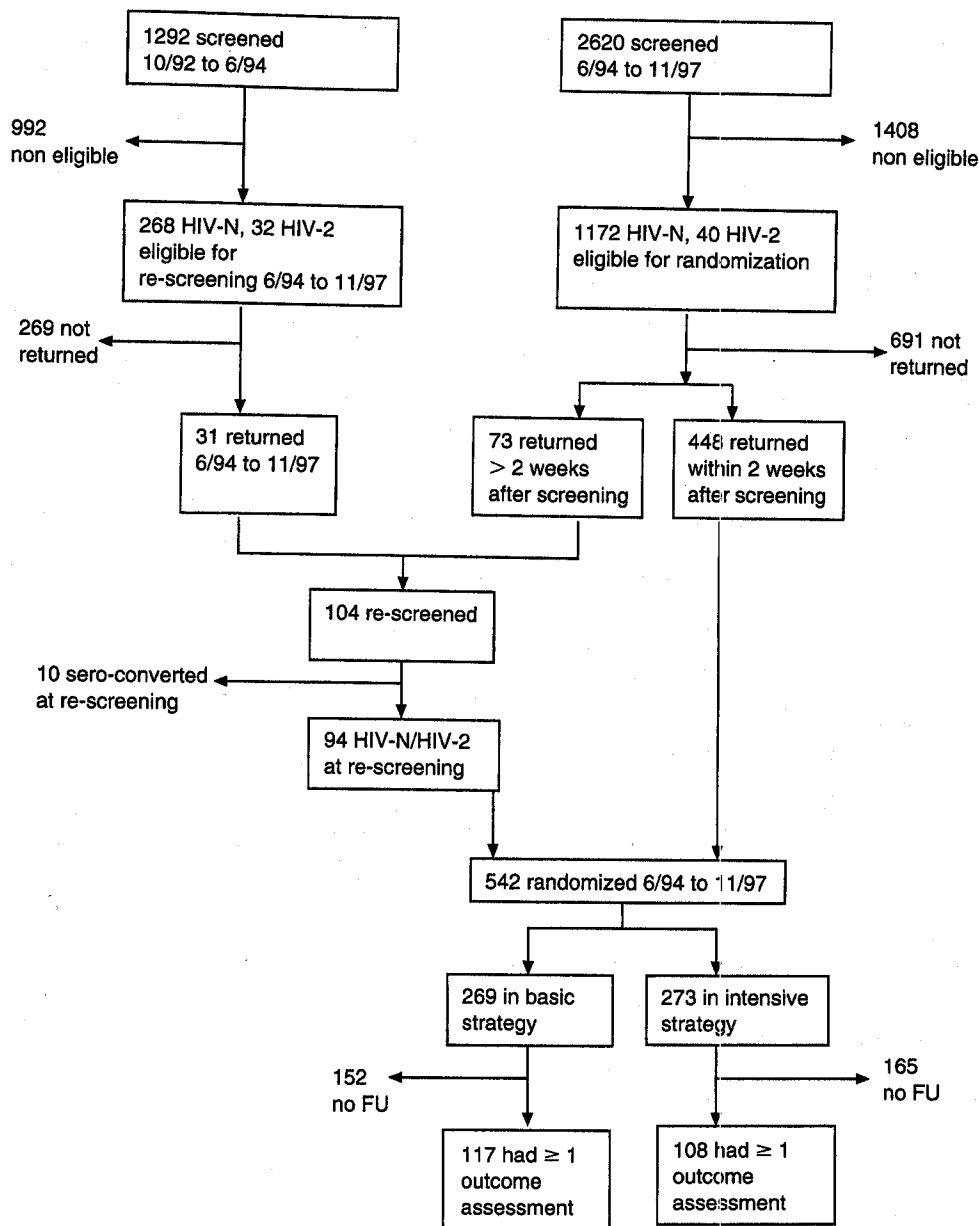 1292 screened
10/92 to 6/94
2620 screened
6/94 to 11/97
992
non eligible
1408
non eligible
268 HIV-N, 32 HIV-2
eligible for
re-screening 6/94 to 11/97
1172 HIV-N, 40 HIV-2
eligible for randomization
269 not
returned
691 not
returned
31 returned
6/94 to 11/97
73 returned
> 2 weeks
after screening
448 returned
within 2 weeks
after screening
104 re-screened
10 sero-converted
at re-screening
94 HIV-N/HIV-2
at re-screening
542 randomized 6/94 to 11/97
269 in basic
strategy
273 in intensive
strategy
152
no FU
165
no FU
117 had ≥ 1
outcome
assessment
108 had ≥ 1
outcome
assessment